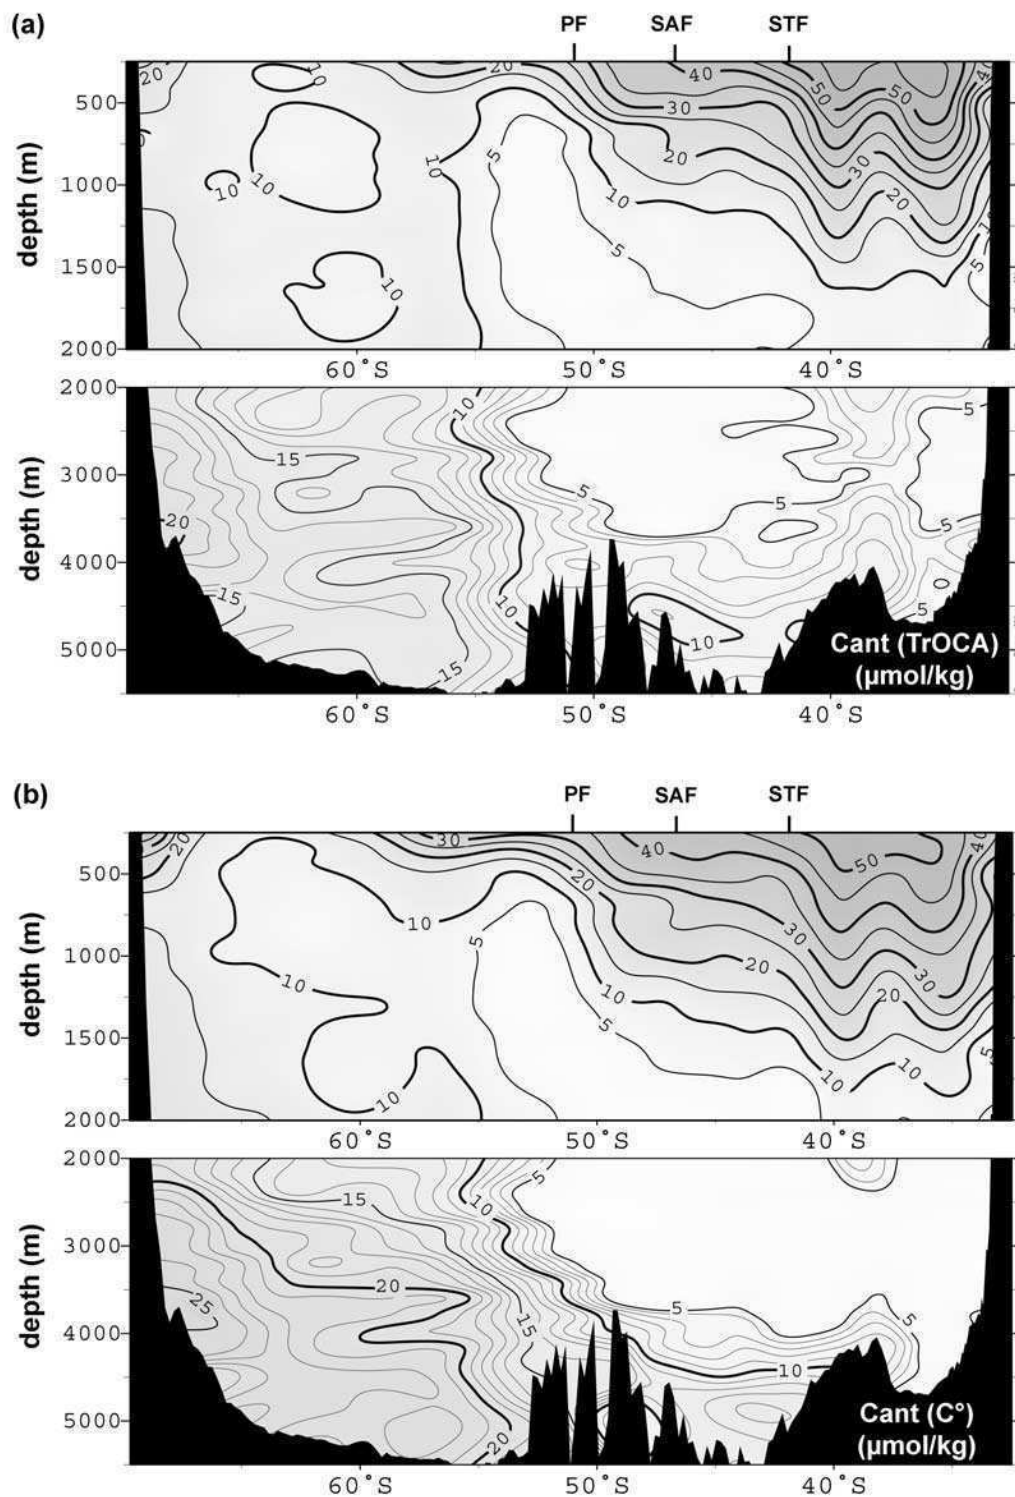 (a)
PF SAF STF
20 10 20 40 50 50 4
500 30
10 5 20 30
1000 10 10 10 20
depth (m)
5 5
1500 10
2000
60°S 50°S 40°S
2000 10 5
15
3000 5 5
20 5
depth (m)
4000
15 10 5
10
5000 15
Cant (TrOCA)
(µmol/kg)
60°S 50°S 40°S
(b)
PF SAF STF
20 30 40 50 40
500 20
10 5 30
1000 10 20 30
depth (m)
10 20
5 5
1500 10 10
10
2000
60°S 50°S 40°S
2000 5
15 10
3000
depth (m)
20 5 5
25 15
4000
10
5000 20
Cant (C°)
(µmol/kg)
60°S 50°S 40°S